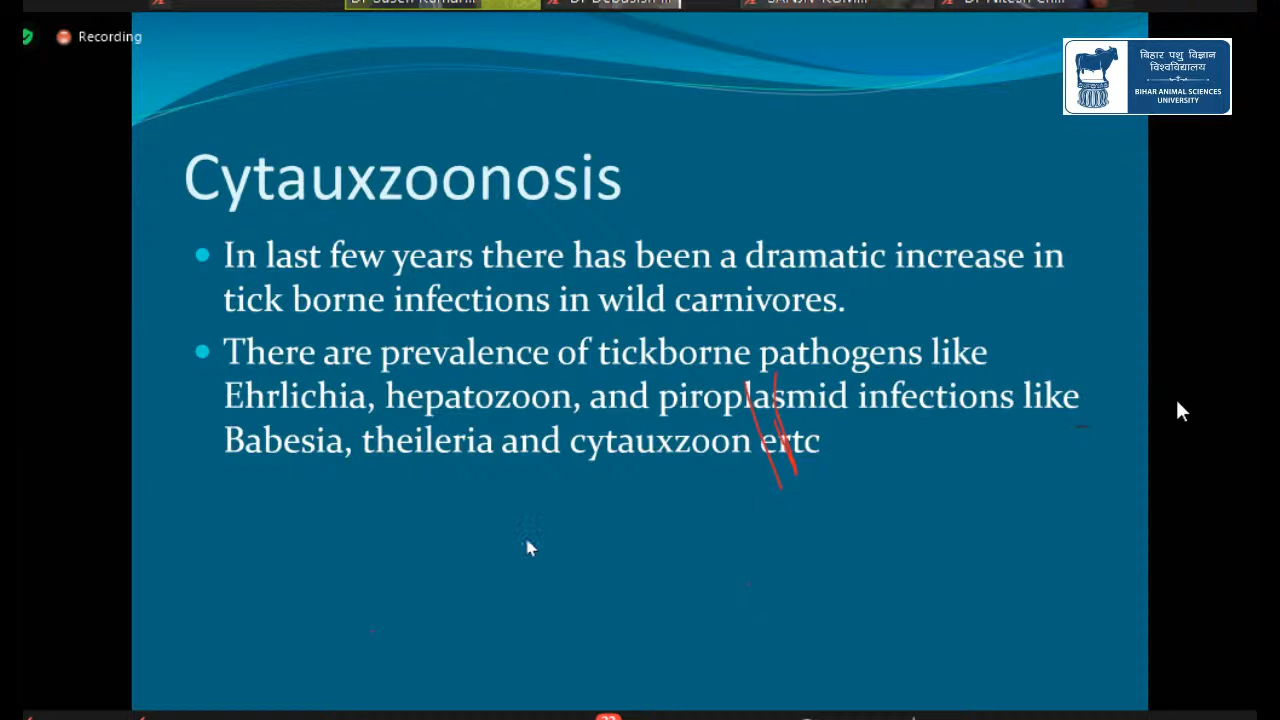 Recording
बिहार पशु विज्ञान
विश्वविद्यालय
BIHAR ANIMAL SCIENCES
UNIVERSITY
Cytauxzoonosis
In last few years there has been a dramatic increase in
tick borne infections in wild carnivores.
There are prevalence of tickborne pathogens like
Ehrlichia, hepatozoon, and piroplasmid infections like
Babesia, theileria and cytauxzoon ertc